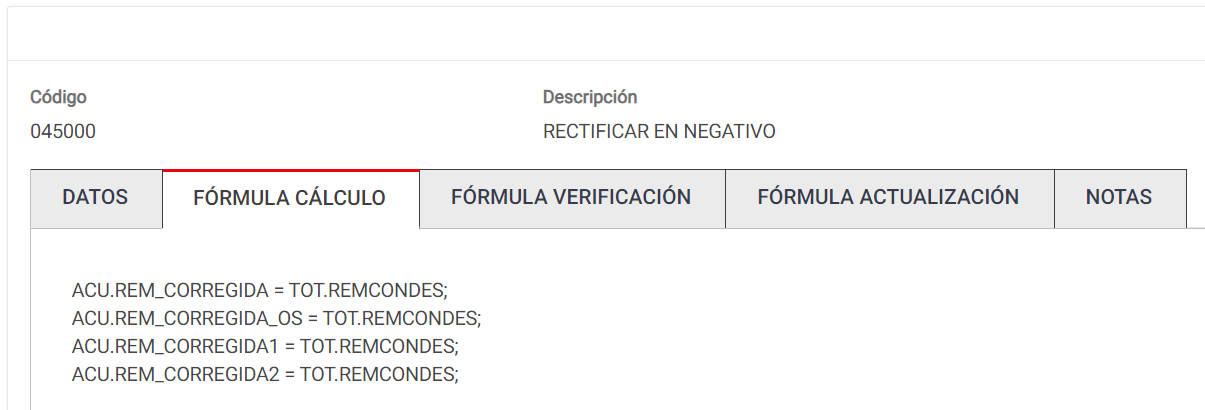 Código
Descripción
045000
RECTIFICAR EN NEGATIVO
DATOS
FÓRMULA CÁLCULO
FÓRMULA VERIFICACIÓN
FÓRMULA ACTUALIZACIÓN
NOTAS
ACU.REM_CORREGIDA = TOT.REMCONDES;
ACU.REM_CORREGIDA_OS = TOT.REMCONDES;
ACU.REM_CORREGIDA1 = TOT.REMCONDES;
ACU.REM_CORREGIDA2 = TOT.REMCONDES;